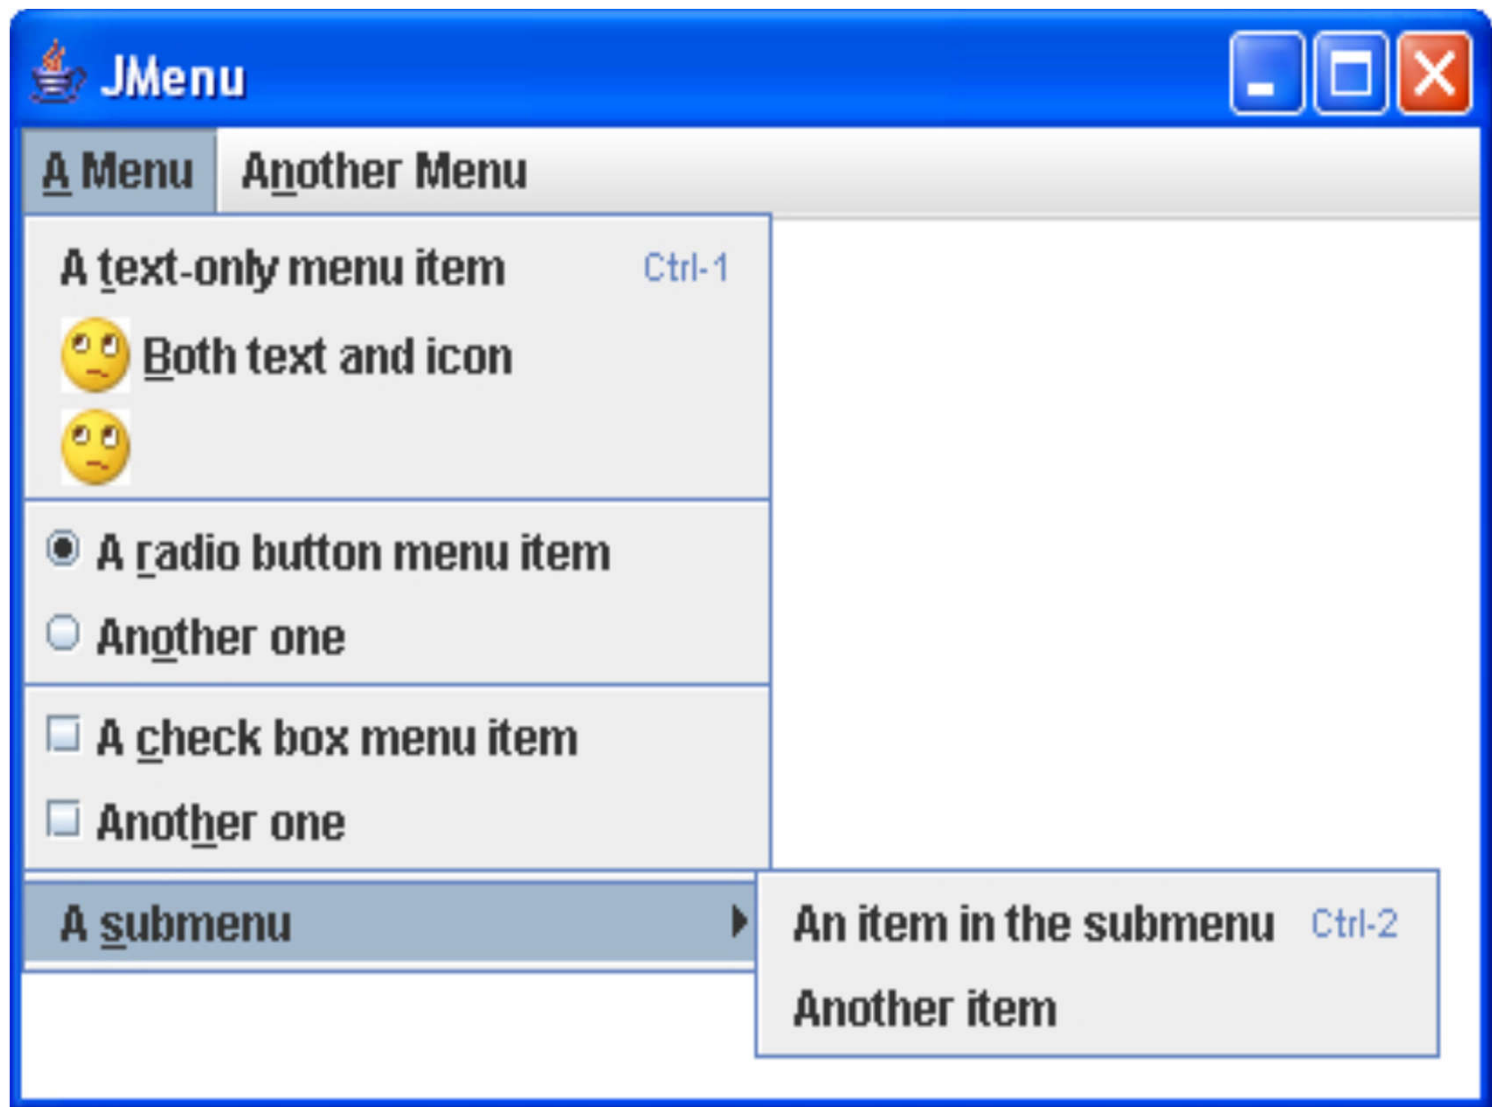 JMenu
A Menu Another Menu
A text-only menu item Ctrl-1
Both text and icon
A radio button menu item
Another one
A check box menu item
Another one
A submenu
An item in the submenu Ctrl-2
Another item